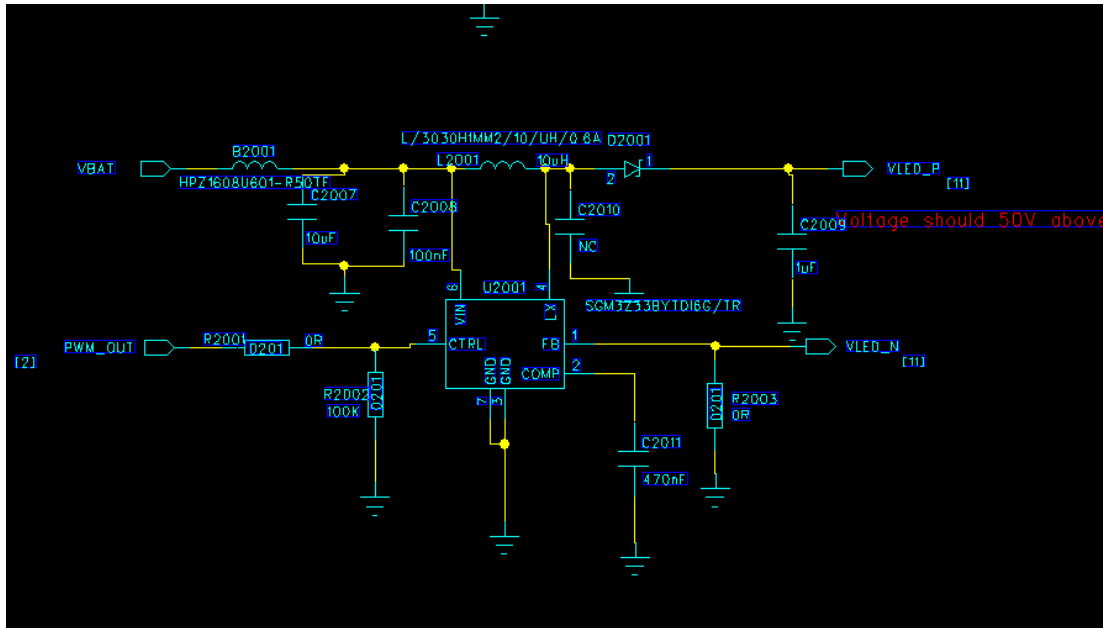 L/3030H1MM2/10/UH/0.6A D2001
B2001
VBAT
L2001
10uH
1
2
VLED_P
HPZ1608U601-R50TF
[11]
C2007
C2008
C2010
C2009
Voltage should 50V above
10uF
100nF
NC
1uF
6
U2001
4
SGM3733BYTDI6G/TR
VIN
LX
R2001
0R
5
1
PWM_OUT
0201
CTRL
FB
VLED_N
[2]
[11]
COMP
2
GND
GND
R2002
0201
100K
0201
R2003
0R
7
3
C2011
470nF